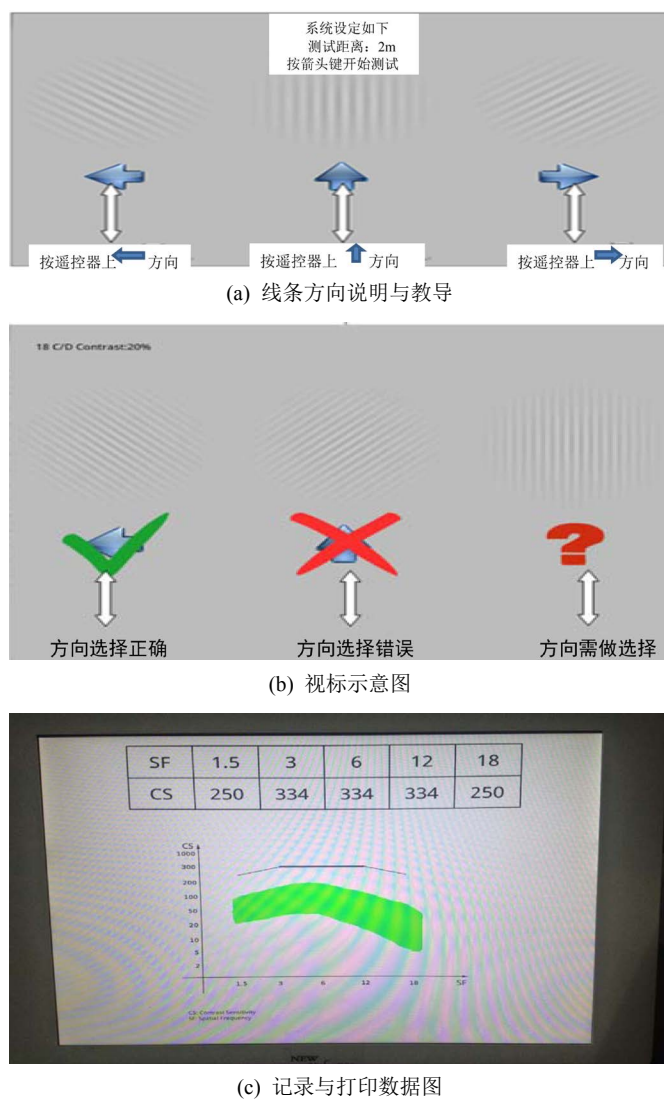 系统设定如下
测试距离：2m
按箭头键开始测试
按遥控器上 方向
按遥控器上 方向
按遥控器上 方向
(a) 线条方向说明与教导
18 C/D Contrast:20%
方向选择正确
方向选择错误
?
方向需做选择
(b) 视标示意图
SF 1.5 3 6 12 18
CS 250 334 334 334 250
CS
1000
300
200
100
50
20
10
5
2
1.5 3 6 12 18 SF
CS: Contrast Sensitivity
SF: Spatial Frequency
NEW
(c) 记录与打印数据图